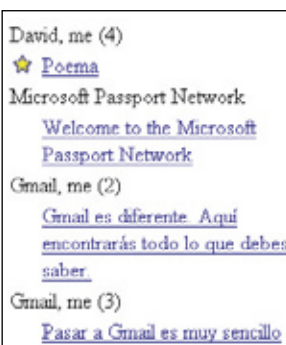 David, me (4)
Poema
Microsoft Passport Network
Welcome to the Microsoft
Passport Network
Gmail, me (2)
Gmail es diferente. Aquí
encontrarás todo lo que debes
saber.
Gmail, me (3)
Pasar a Gmail es muy sencillo